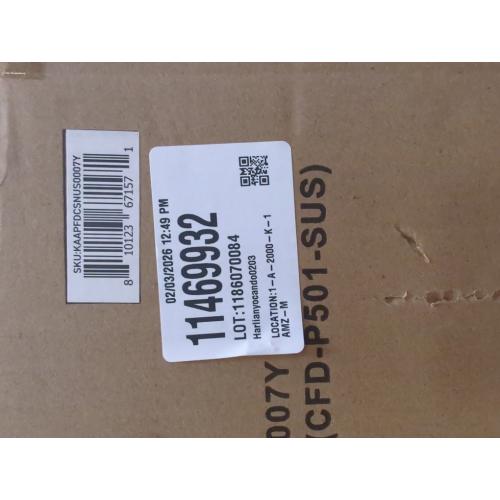 SKU:KAAPFDCSNUS0007Y
8 10123 67157 1
02/03/2026 12:49 PM
11469932
LOT:1186070084
Harlianyocando0203
LOCATION:1-A-2000-K-1
AMZ-M
007Y
(CFD-P501-SUS)